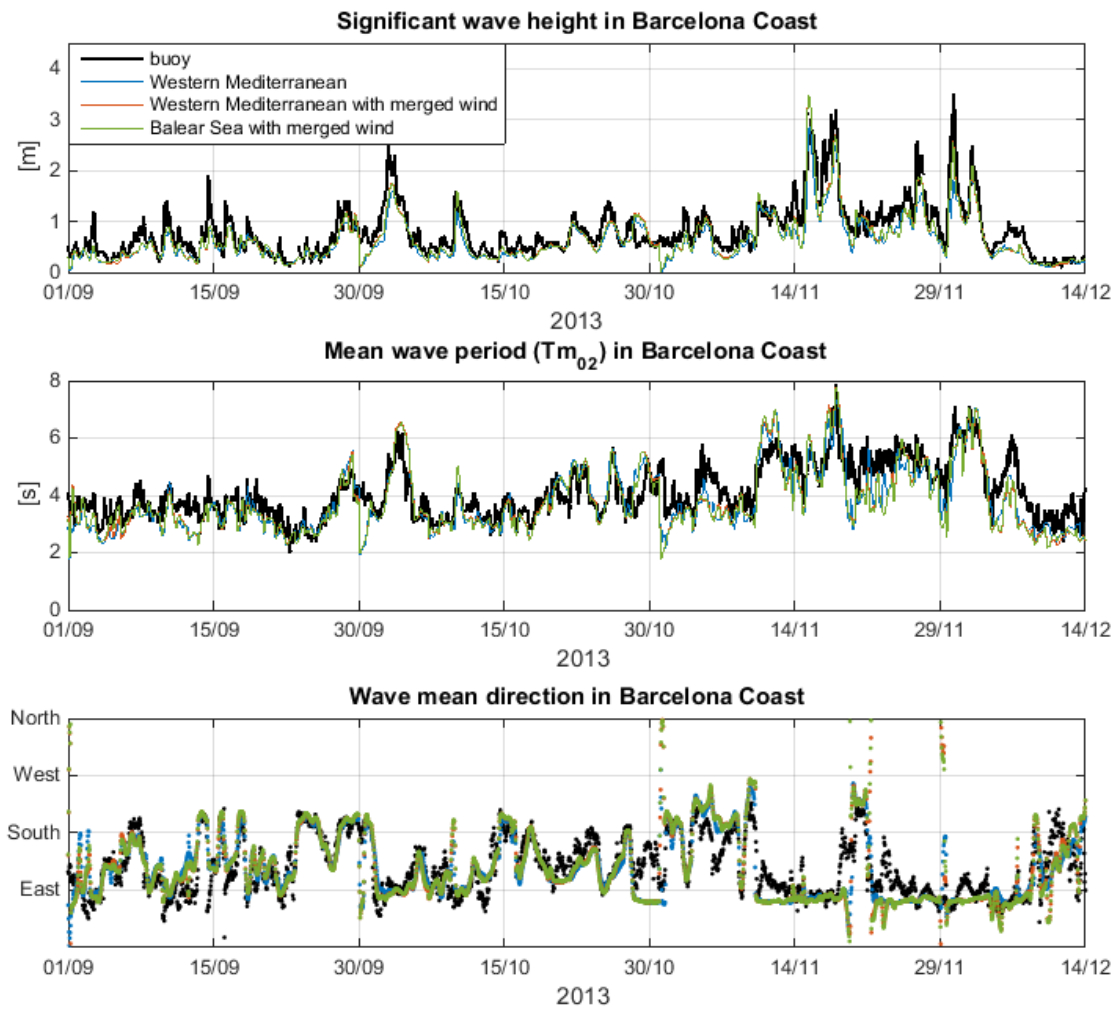 Significant wave height in Barcelona Coast
4
3
2
1
0
[m]
buoy
Western Mediterranean
Western Mediterranean with merged wind
Balear Sea with merged wind
01/09 15/09 30/09 15/10 30/10 14/11 29/11 14/12
2013
Mean wave period (Tm02) in Barcelona Coast
8
6
4
2
0
[s]
01/09 15/09 30/09 15/10 30/10 14/11 29/11 14/12
2013
Wave mean direction in Barcelona Coast
North
West
South
East
01/09 15/09 30/09 15/10 30/10 14/11 29/11 14/12
2013